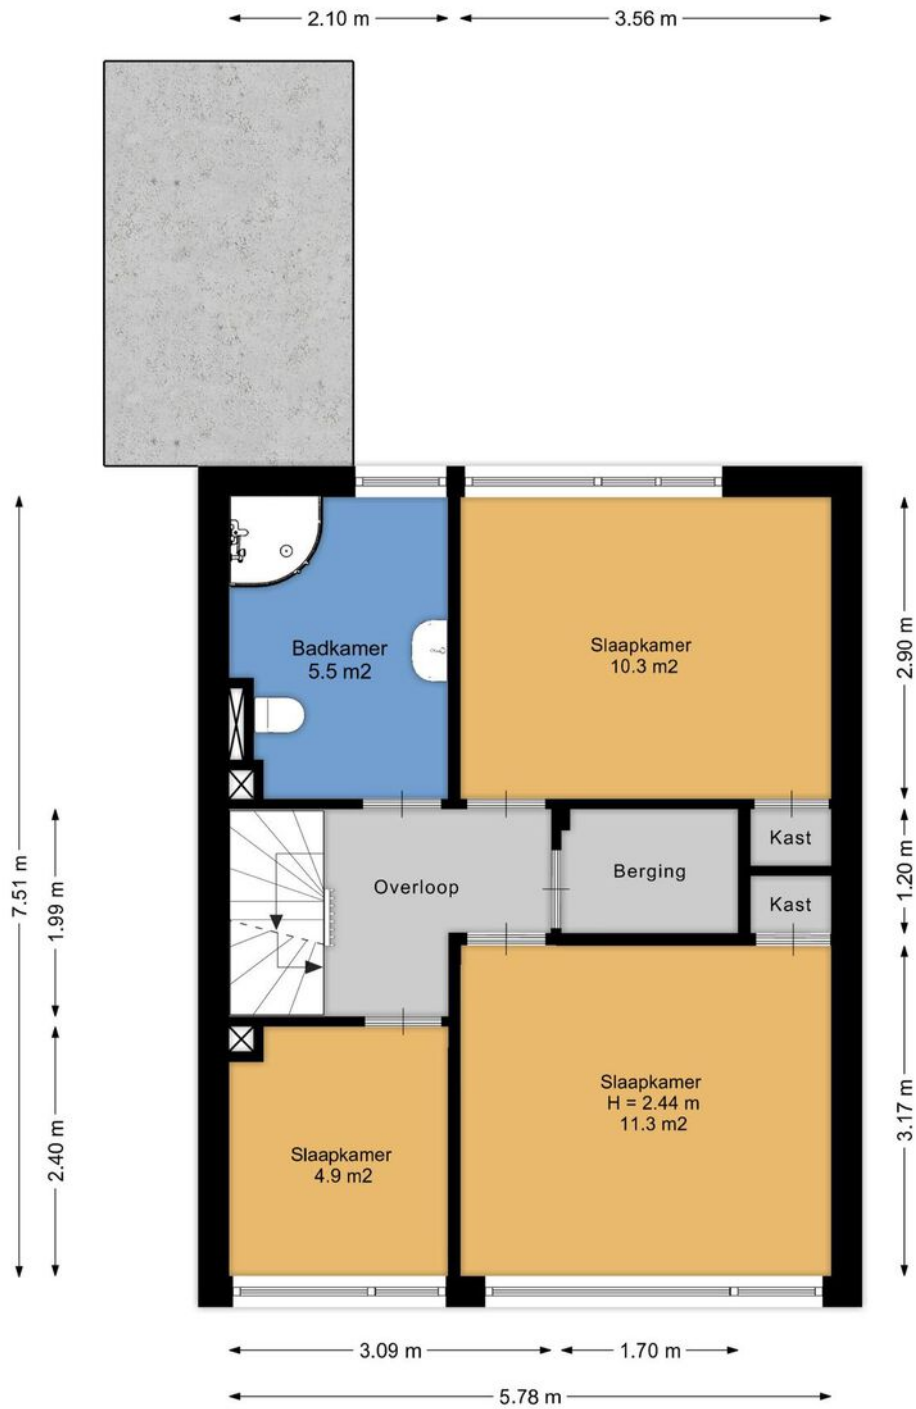 2.10 m
3.56 m
Badkamer
5.5 m2
Slaapkamer
10.3 m2
2.90 m
7.51 m
1.99 m
Overloop
Berging
Kast
Kast
1.20 m
2.40 m
Slaapkamer
4.9 m2
Slaapkamer
H = 2.44 m
11.3 m2
3.17 m
3.09 m
1.70 m
5.78 m